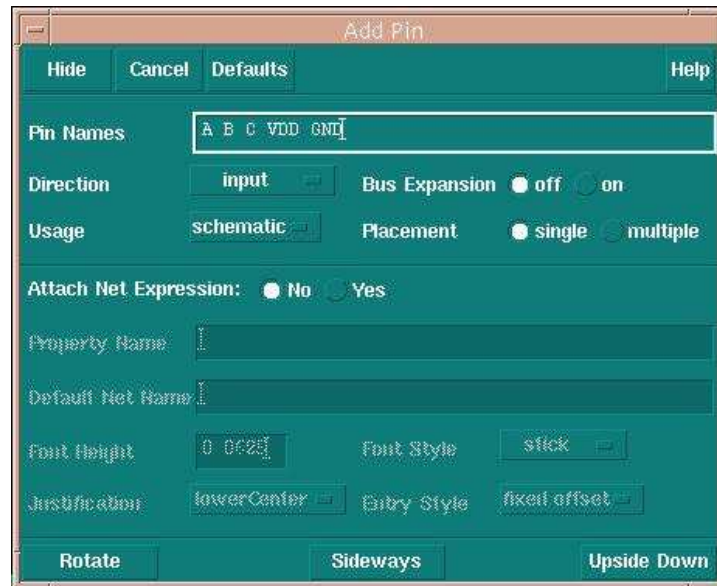 Add Pin
Hide Cancel Defaults Help
Pin Names A B C VDD GND
Direction input Bus Expansion off on
Usage schematic Placement single multiple
Attach Net Expression: No Yes
Property Name
Default Net Name
Font Height 0.0625 Font Style stick
Justification lowerCenter Entry Style fixed offset
Rotate Sideways Upside Down